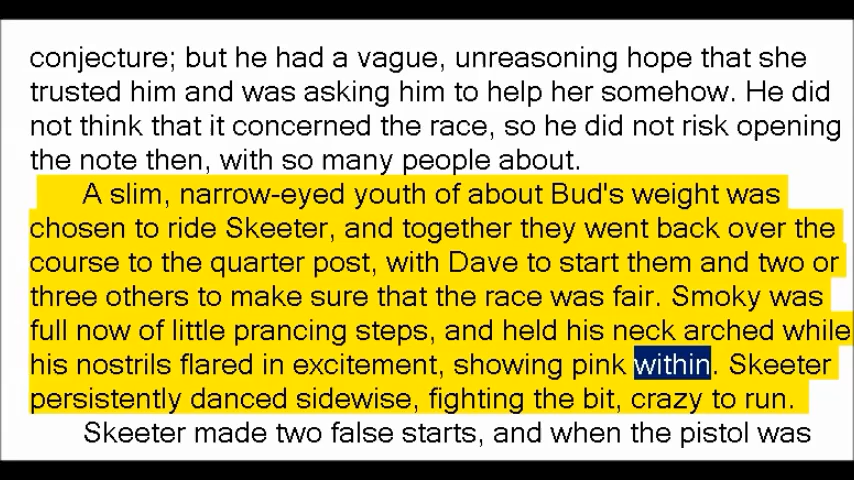 conjecture; but he had a vague, unreasoning hope that she
trusted him and was asking him to help her somehow. He did
not think that it concerned the race, so he did not risk opening
the note then, with so many people about.
A slim, narrow-eyed youth of about Bud's weight was
chosen to ride Skeeter, and together they went back over the
course to the quarter post, with Dave to start them and two or
three others to make sure that the race was fair. Smoky was
full now of little prancing steps, and held his neck arched while
his nostrils flared in excitement, showing pink within. Skeeter
persistently danced sidewise, fighting the bit, crazy to run.
Skeeter made two false starts, and when the pistol was